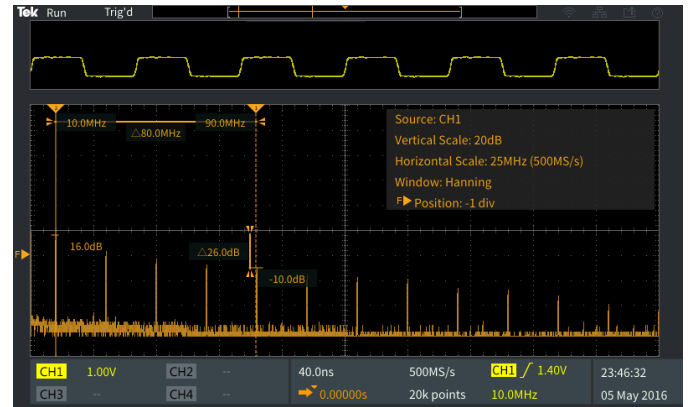 Tek Run Trig'd
10.0MHz 90.0MHz
△80.0MHz
Source: CH1
Vertical Scale: 20dB
Horizontal Scale: 25MHz (500MS/s)
Window: Hanning
F Position: -1 div
16.0dB
△26.0dB
F
-10.0dB
CH1 1.00V CH2 -- 40.0ns 500MS/s CH1 1.40V 23:46:32
CH3 -- CH4 -- 0.00000s 20k points 10.0MHz 05 May 2016